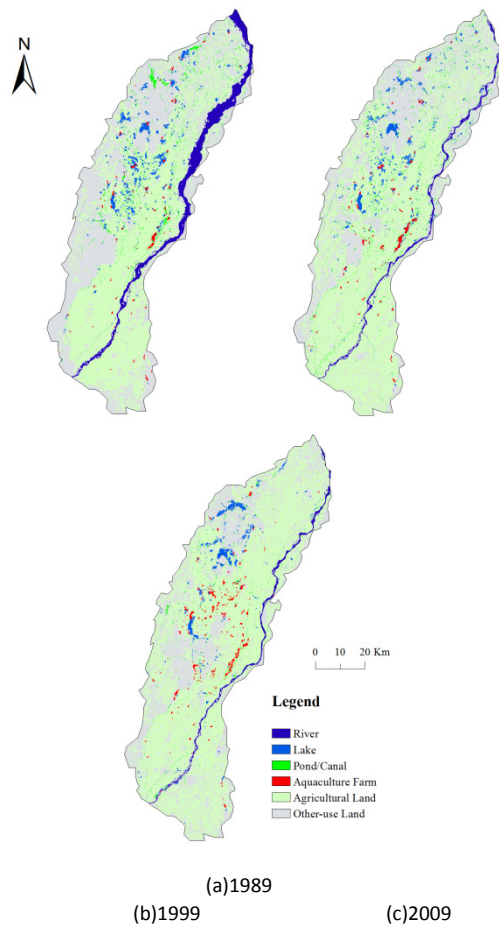 N
0 10 20 Km
Legend
River
Lake
Pond/Canal
Aquaculture Farm
Agricultural Land
Other-use Land
(a)1989
(b)1999 (c)2009